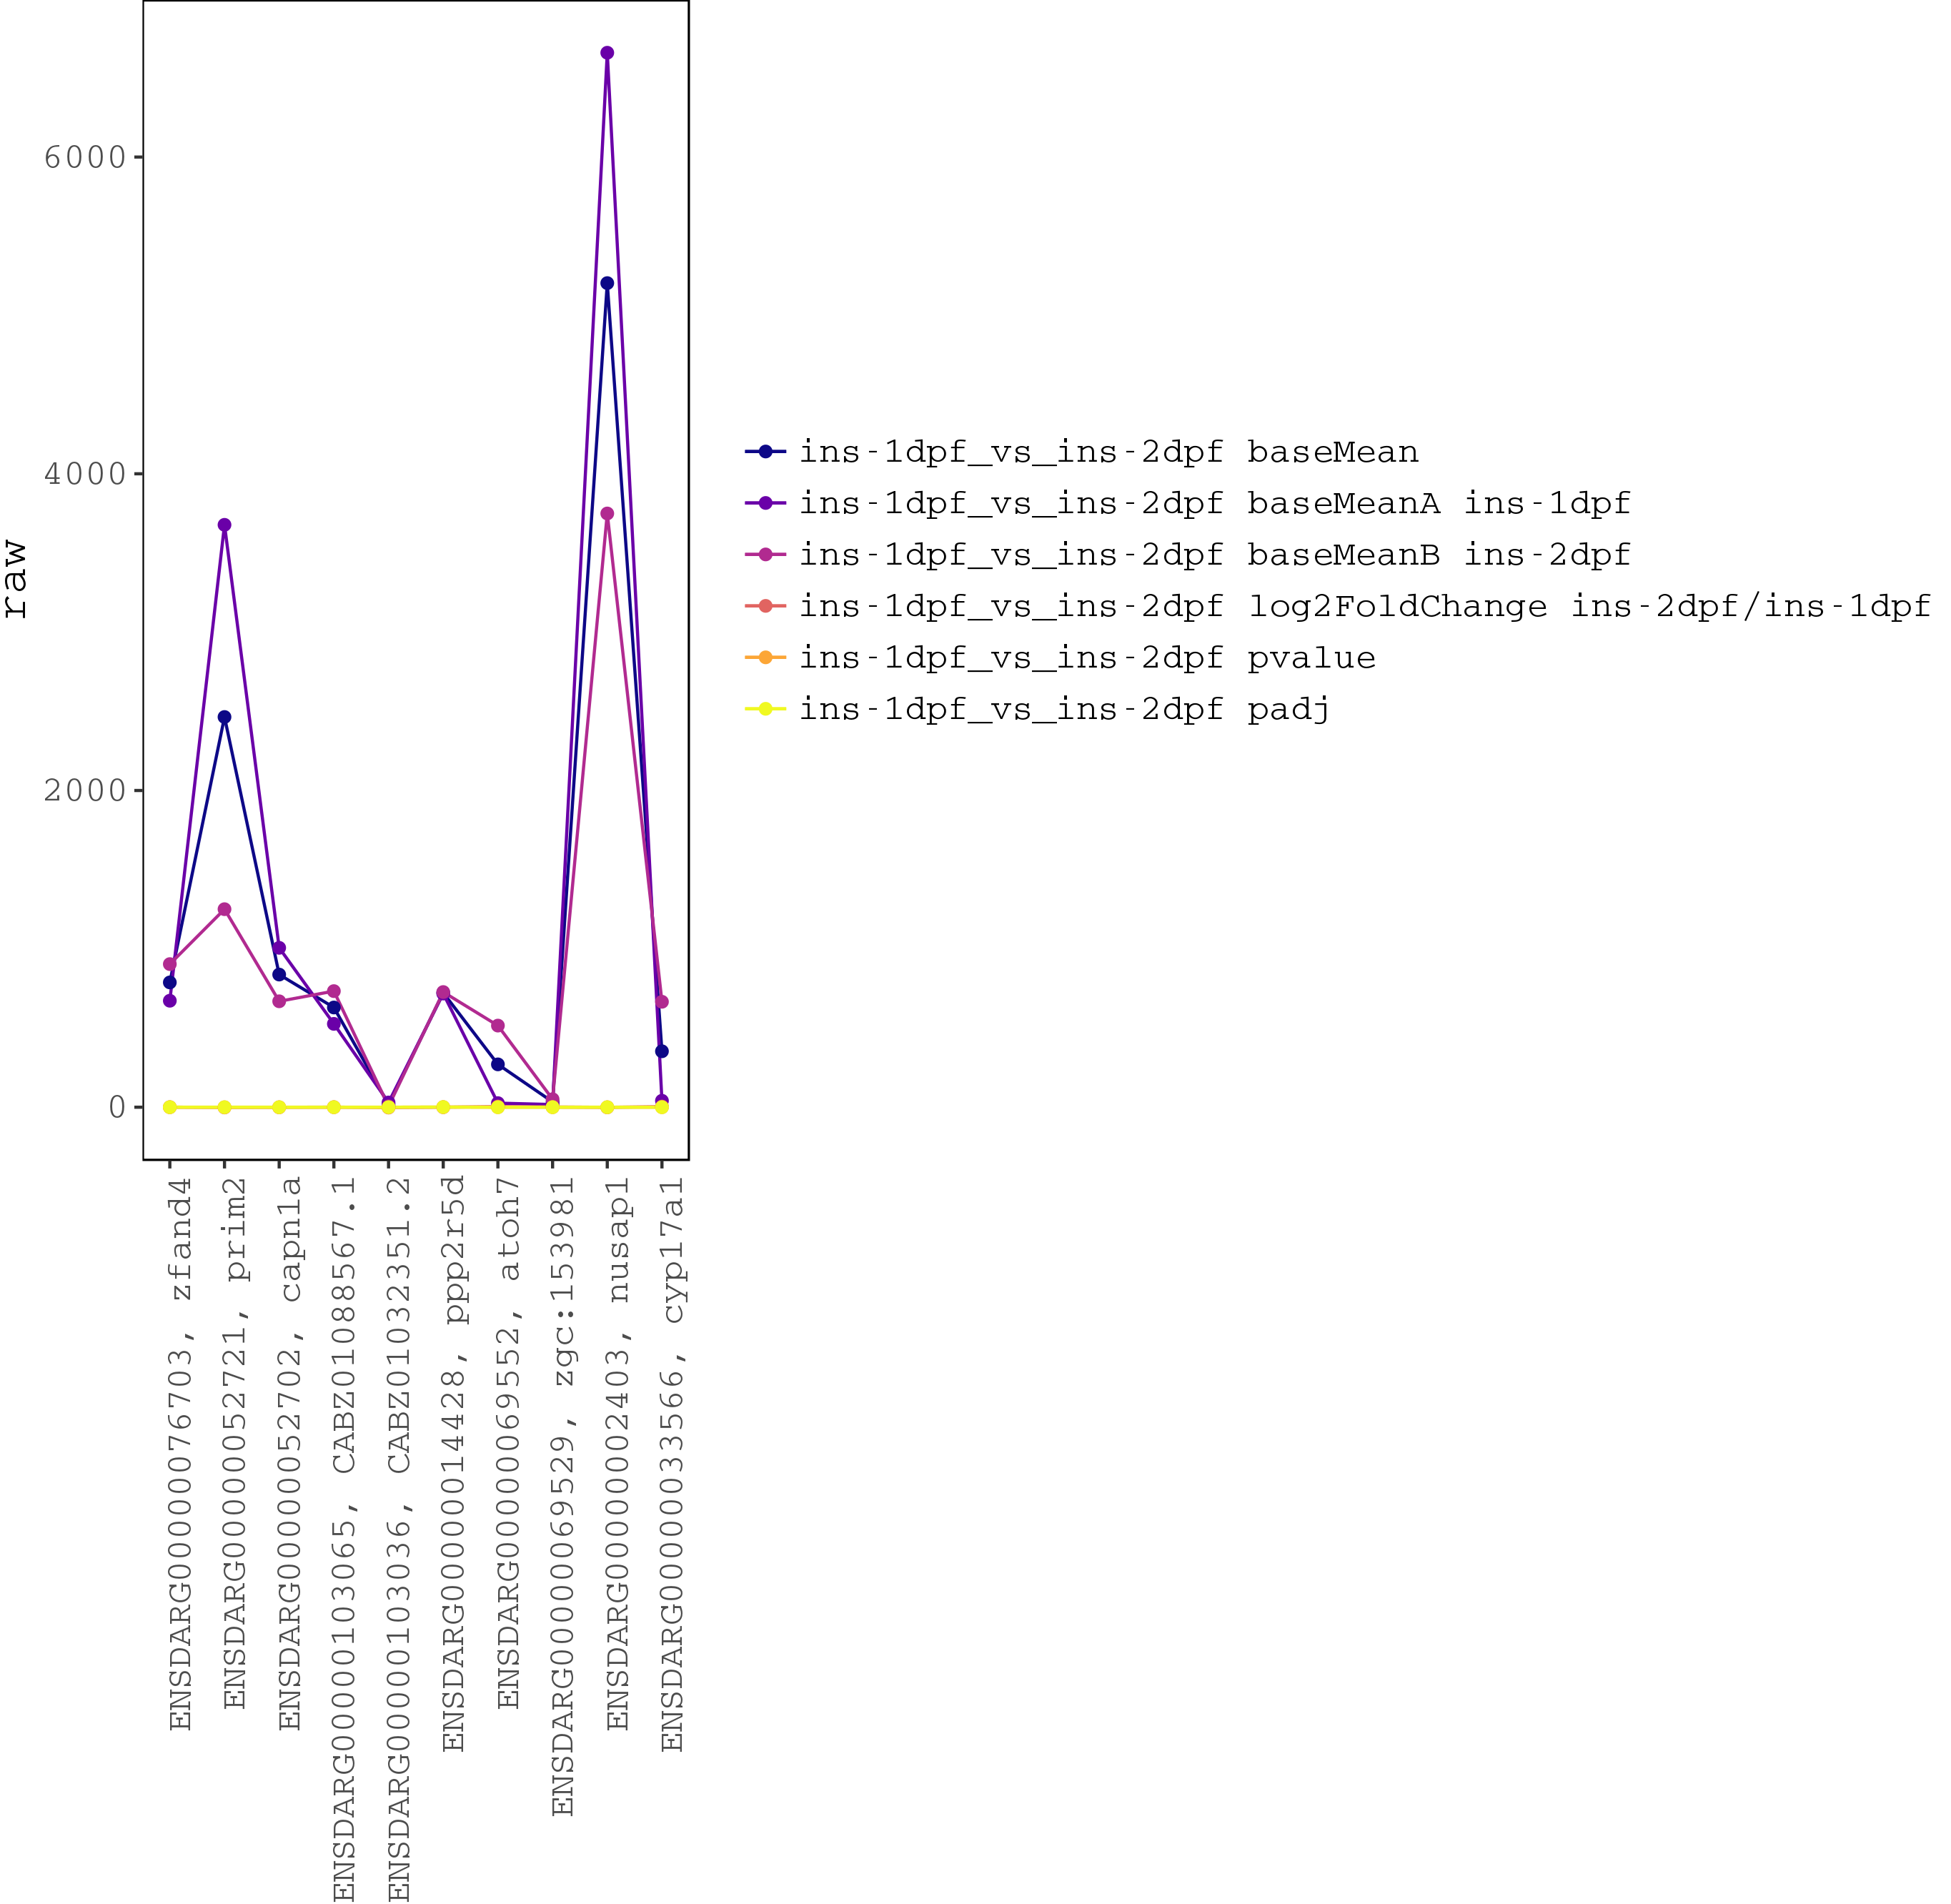 raw
6000
4000
2000
0
ENSDARG00000076703, zfand4
ENSDARG00000052721, prim2
ENSDARG00000052702, capn1a
ENSDARG00000103065, CABZ01088567.1
ENSDARG00000103036, CABZ01032351.2
ENSDARG00000014428, ppp2r5d
ENSDARG00000069552, atoh7
ENSDARG00000069529, zgc:153981
ENSDARG00000002403, nusap1
ENSDARG00000033566, cyp17a1
ins-1dpf_vs_ins-2dpf baseMean
ins-1dpf_vs_ins-2dpf baseMeanA ins-1dpf
ins-1dpf_vs_ins-2dpf baseMeanB ins-2dpf
ins-1dpf_vs_ins-2dpf log2FoldChange ins-2dpf/ins-1dpf
ins-1dpf_vs_ins-2dpf pvalue
ins-1dpf_vs_ins-2dpf padj